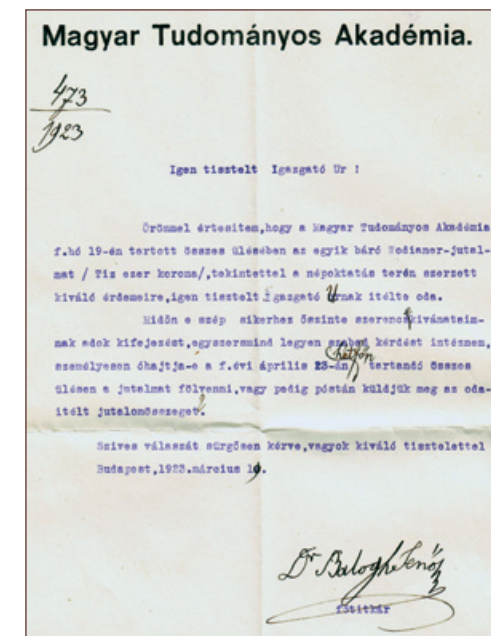 Magyar Tudományos Akadémia.
473
1923
Igen tisztelt Igazgató Ur !
Örömmel értesitem,hogy a Magyar Tudományos Akadémia
f.hó 19-én tartott összes ülésében az egyik báró Wodianer-jutal-
mat / Tiz ezer korona/,tekintettel a népoktatás terén szerzett
kiváló érdemeire,igen tisztelt Igazgató Urnak itélte oda.
Midőn e szép sikerhez őszinte szerencsekivánataim-
nak adok kifejezést,egyszersmind legyen szabad kérdést intéznem,
hétfőn
személyesen óhajtja-e a f.évi április 23-án tartandó összes
ülésen a jutalmat fölvenni,vagy pedig póstán küldjük meg az oda-
itélt jutalomösszeget?
Szives válaszát sürgősen kérve,vagyok kiváló tisztelettel
Budapest,1923.március
Dr Balogh Jenő
főtitkár